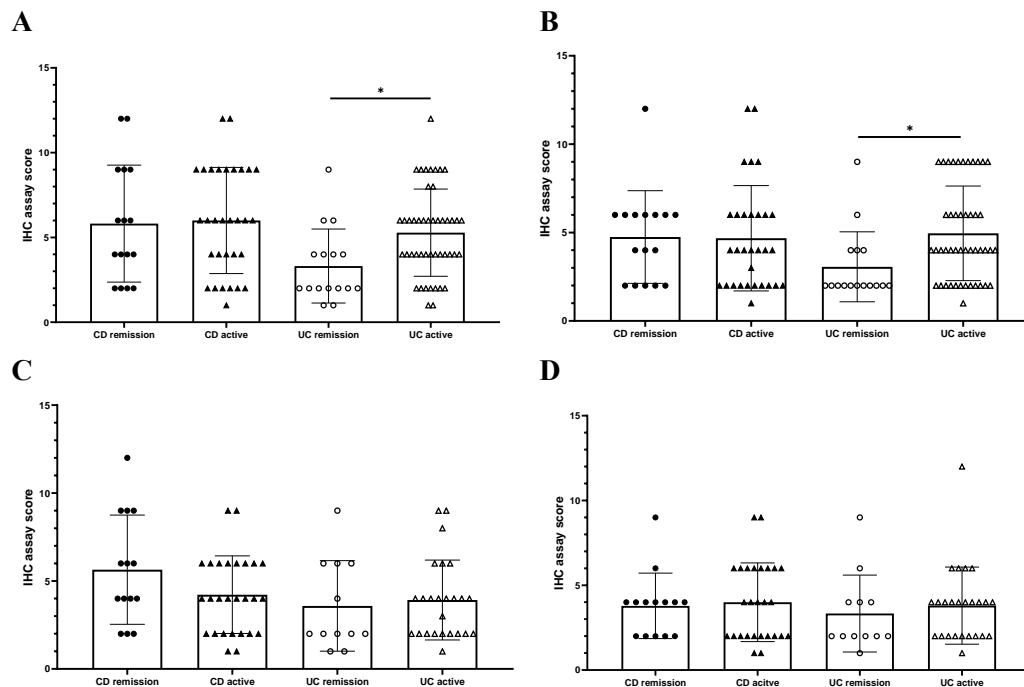 A
15
10
5
0
IHC assay score
*
CD remission
CD active
UC remission
UC active
B
15
10
5
0
IHC assay score
*
CD remission
CD active
UC remission
UC active
C
15
10
5
0
IHC assay score
CD remission
CD active
UC remission
UC active
D
15
10
5
0
IHC assay score
CD remission
CD acitve
UC remission
UC active